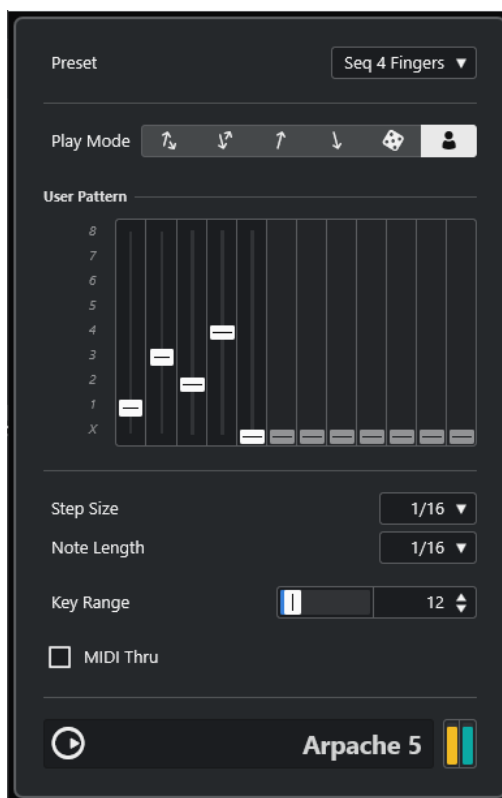 Preset
Seq 4 Fingers
Play Mode
User Pattern
8
7
6
5
4
3
2
1
X
Step Size
1/16
Note Length
1/16
Key Range
12
MIDI Thru
Arpache 5